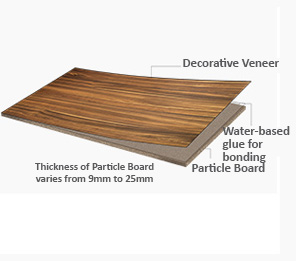 Decorative Veneer
Water-based
glue for
bonding
Particle Board
Thickness of Particle Board
varies from 9mm to 25mm